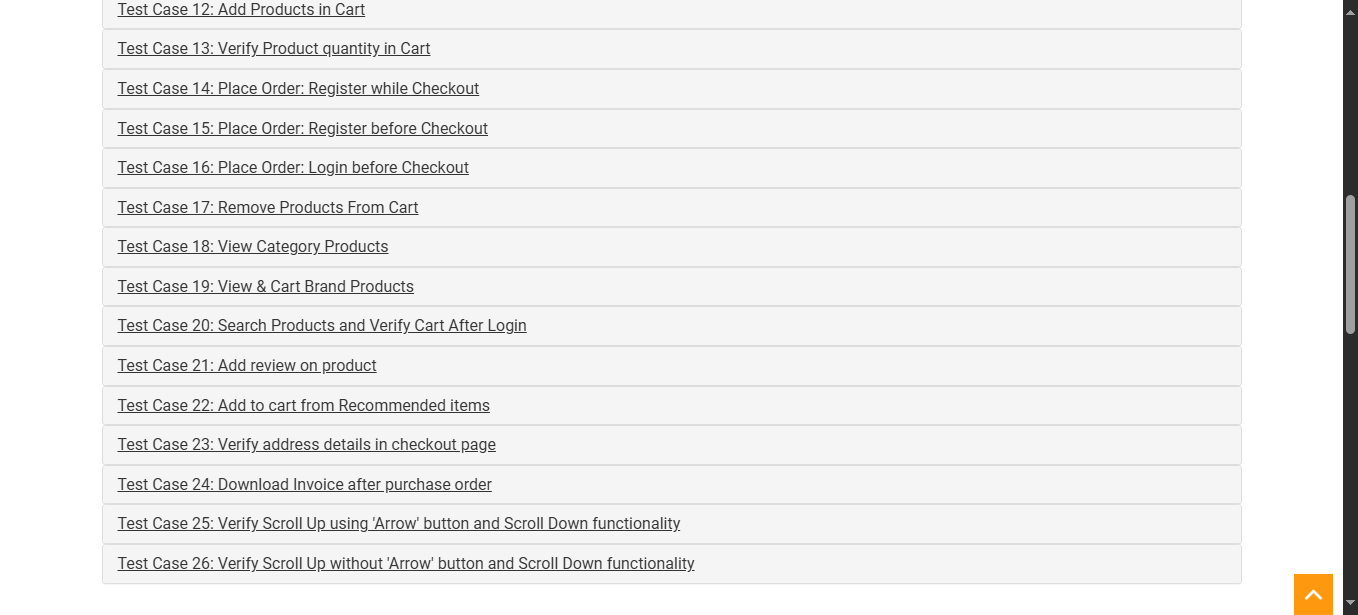 Test Case 12: Add Products in Cart
Test Case 13: Verify Product quantity in Cart
Test Case 14: Place Order: Register while Checkout
Test Case 15: Place Order: Register before Checkout
Test Case 16: Place Order: Login before Checkout
Test Case 17: Remove Products From Cart
Test Case 18: View Category Products
Test Case 19: View & Cart Brand Products
Test Case 20: Search Products and Verify Cart After Login
Test Case 21: Add review on product
Test Case 22: Add to cart from Recommended items
Test Case 23: Verify address details in checkout page
Test Case 24: Download Invoice after purchase order
Test Case 25: Verify Scroll Up using 'Arrow' button and Scroll Down functionality
Test Case 26: Verify Scroll Up without 'Arrow' button and Scroll Down functionality